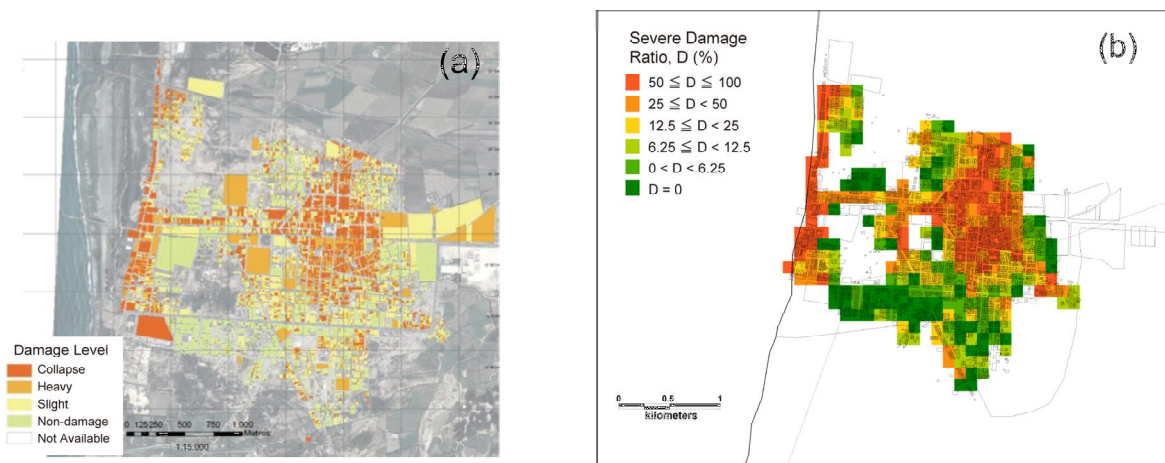 (a)
Damage Level
Collapse
Heavy
Slight
Non-damage
Not Available
0 125 250 500 750 1.000
Metros
1:15.000
(b)
Severe Damage
Ratio, D (%)
50 ≦ D ≦ 100
25 ≦ D < 50
12.5 ≦ D < 25
6.25 ≦ D < 12.5
0 < D < 6.25
D = 0
0 0.5 1
kilometers